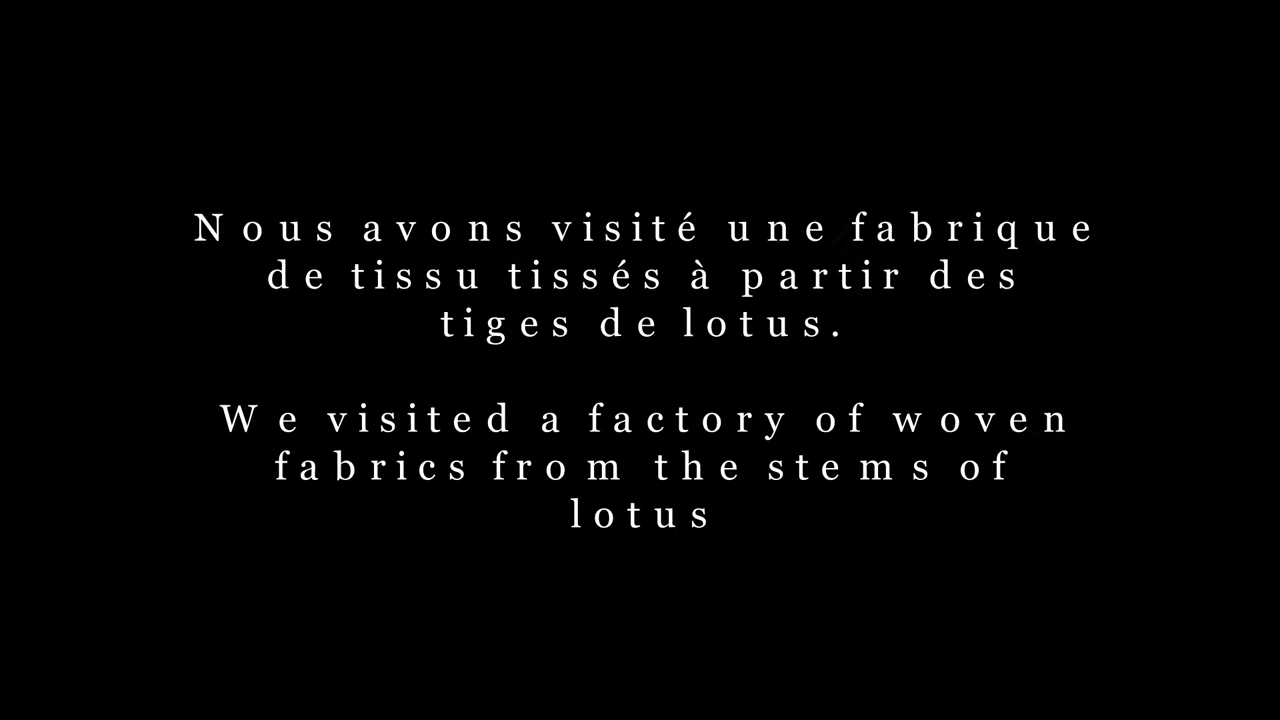 Nous avons visité une fabrique
de tissu tissés à partir des
tiges de lotus.
We visited a factory of woven
fabrics from the stems of
lotus